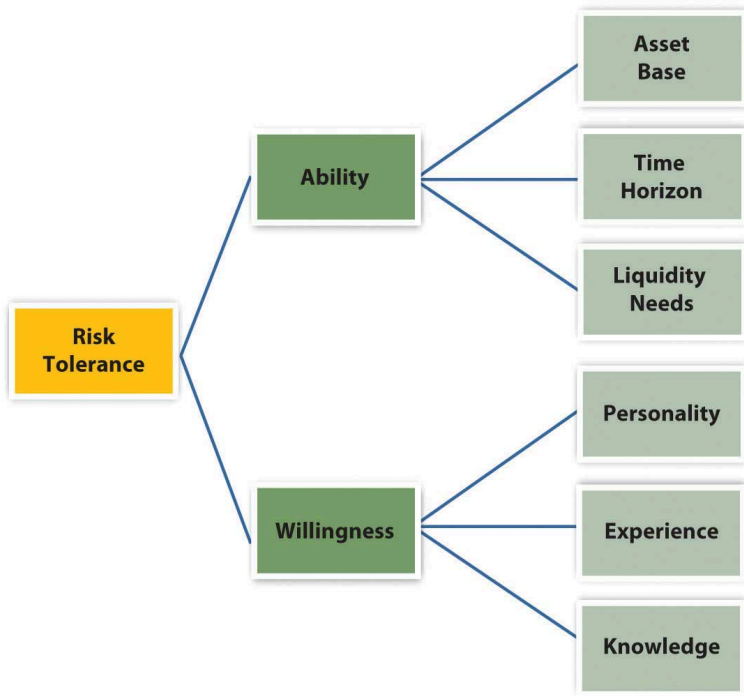 Asset
Base
Ability
Time
Horizon
Liquidity
Needs
Risk
Tolerance
Personality
Willingness
Experience
Knowledge